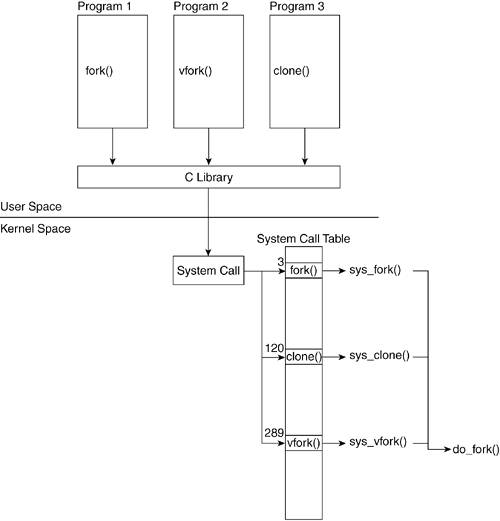 Program 1 Program 2 Program 3
fork() vfork() clone()
C Library
User Space
Kernel Space
System Call Table
3
System Call fork() sys_fork()
120
clone() sys_clone()
289
vfork() sys_vfork()
do_fork()